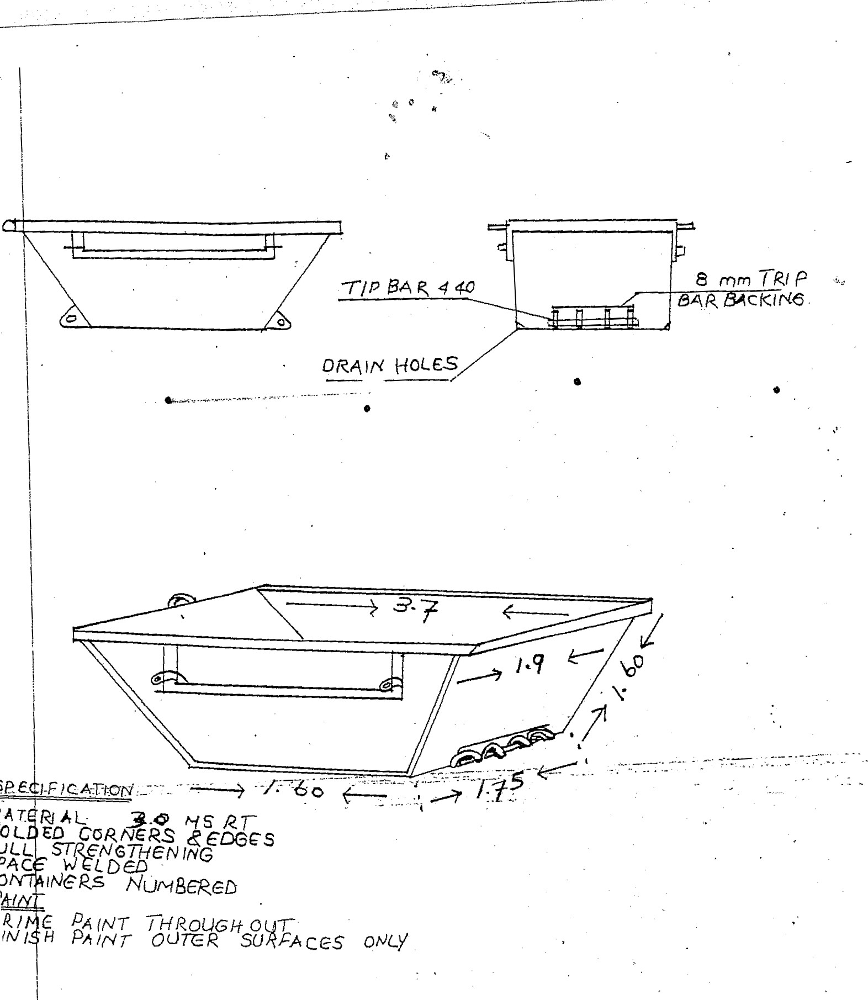 TIP BAR 440
8 mm TRIP
BAR BACKING.
DRAIN HOLES
3.7
1.9
1.60
1.60
1.75
SPECIFICATION
ATERIAL 3.0 MS RT
OLDED CORNERS & EDGES
ULL STRENGTHENING
PACE WELDED
ONTAINERS NUMBERED
PAINT
RIME PAINT THROUGHOUT
INISH PAINT OUTER SURFACES ONLY